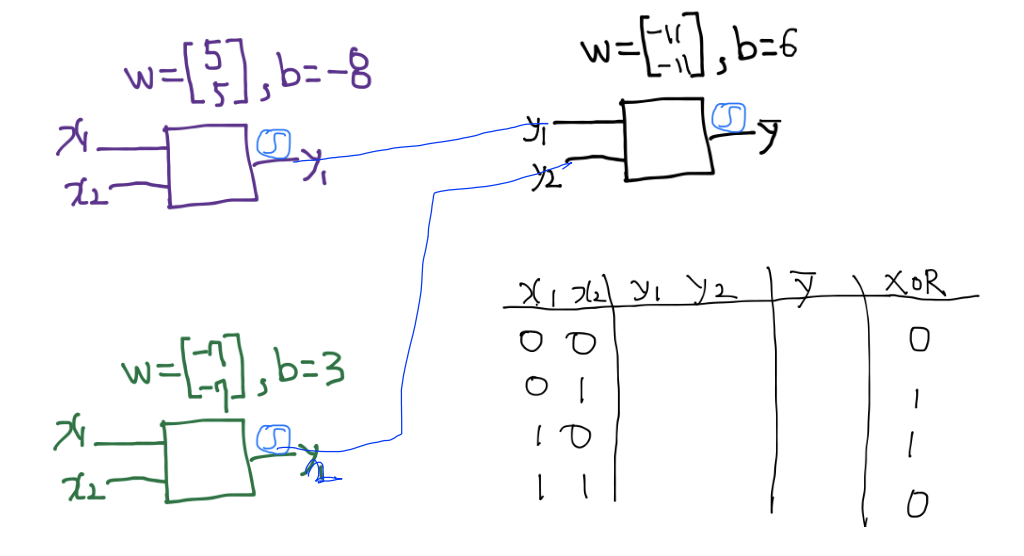 w=[5 5], b=-8
x1
x2
S
y1
w=[-11 -11], b=6
y1
y2
S
ȳ
w=[-7 -7], b=3
x1
x2
S
y2
x1 x2 y1 y2 ȳ XOR
0 0 0
0 1 1
1 0 1
1 1 0